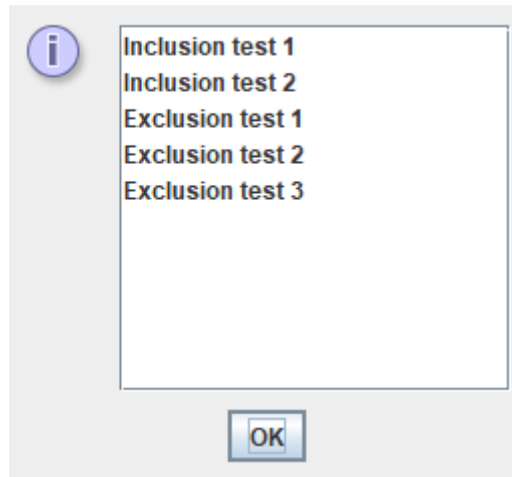 Inclusion test 1
Inclusion test 2
Exclusion test 1
Exclusion test 2
Exclusion test 3
OK